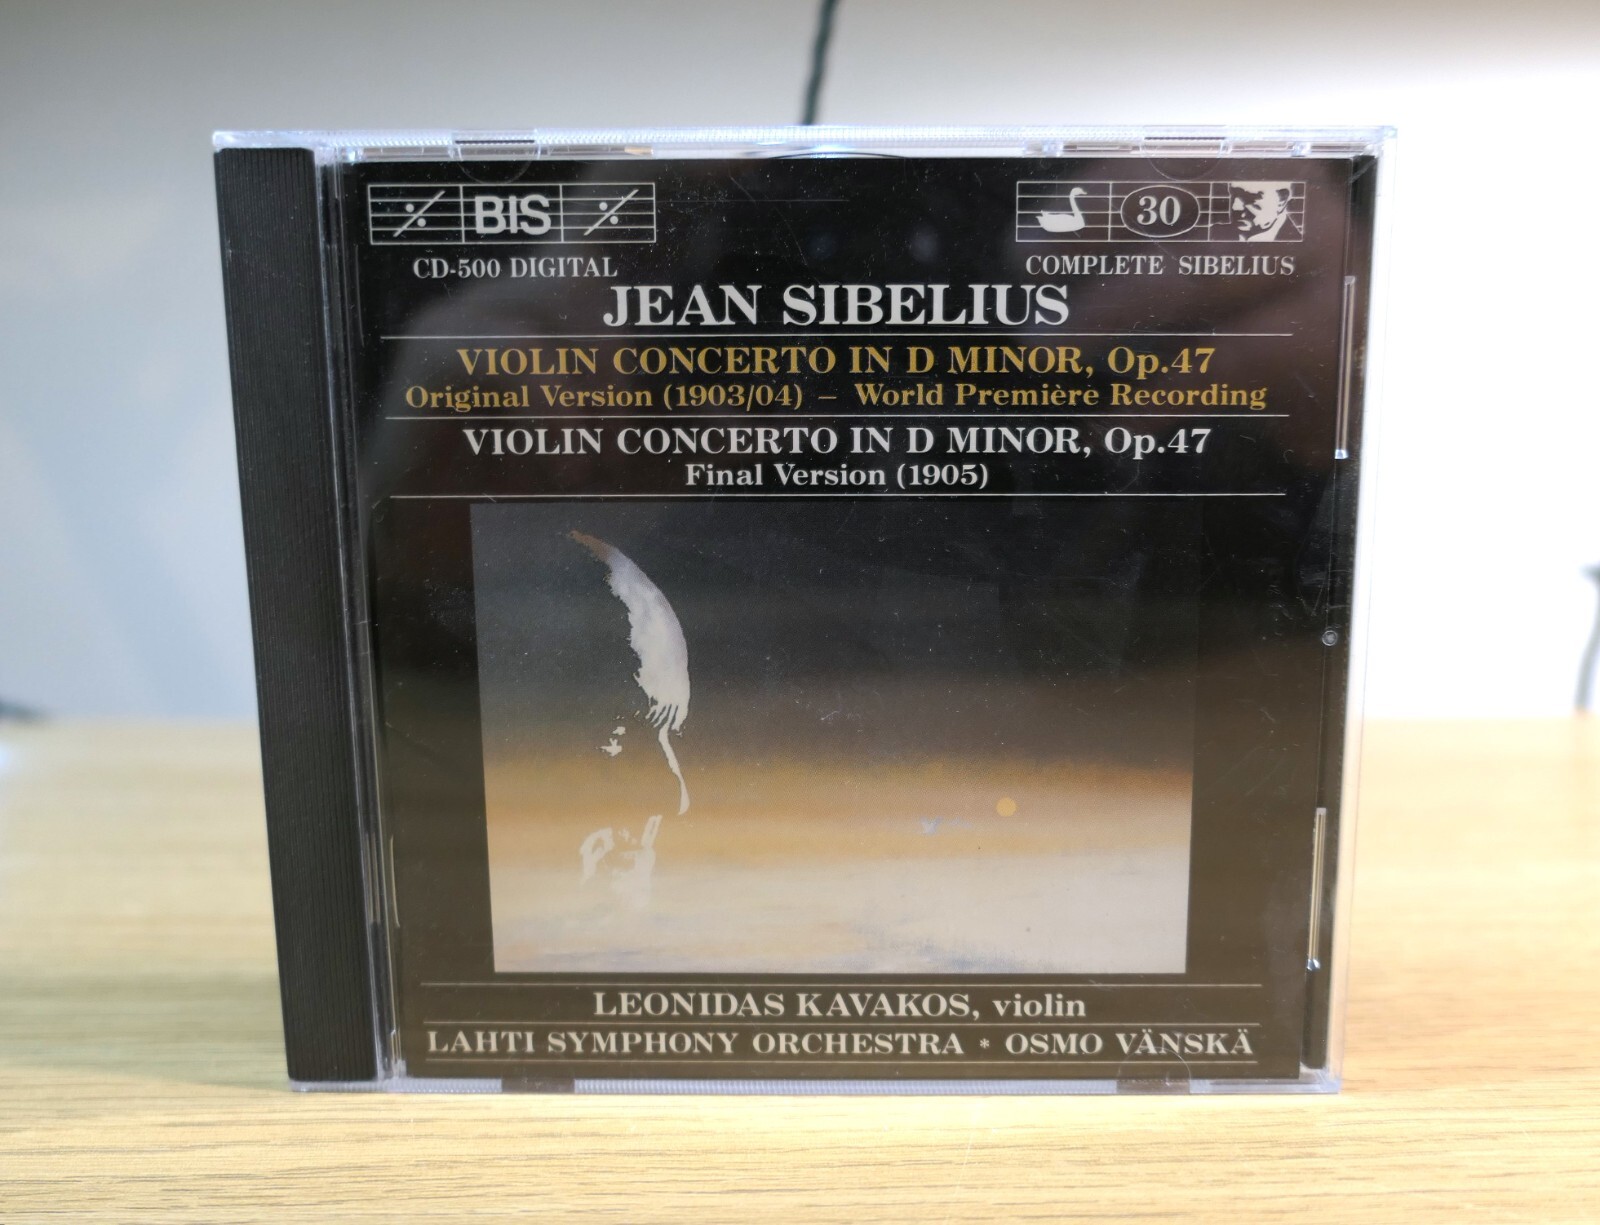 BIS
30
CD-500 DIGITAL
COMPLETE SIBELIUS
JEAN SIBELIUS
VIOLIN CONCERTO IN D MINOR, Op.47
Original Version (1903/04) – World Première Recording
VIOLIN CONCERTO IN D MINOR, Op.47
Final Version (1905)
LEONIDAS KAVAKOS, violin
LAHTI SYMPHONY ORCHESTRA * OSMO VÄNSKÄ